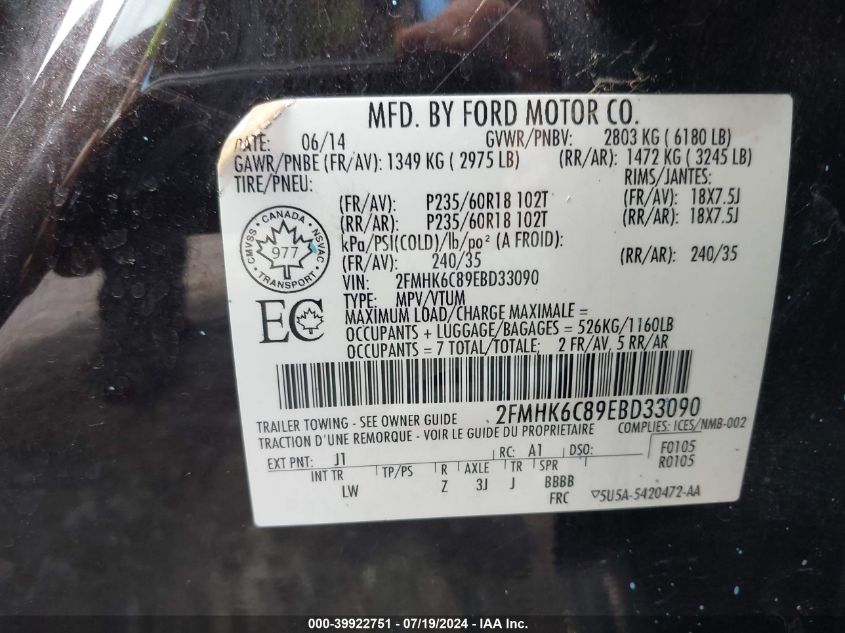 MFD. BY FORD MOTOR CO.
DATE: 06/14 GVWR/PNBV: 2803 KG ( 6180 LB)
GAWR/PNBE (FR/AV): 1349 KG ( 2975 LB) (RR/AR): 1472 KG ( 3245 LB)
TIRE/PNEU: RIMS/JANTES:
(FR/AV): P235/60R18 102T (FR/AV): 18X7.5J
(RR/AR): P235/60R18 102T (RR/AR): 18X7.5J
kPa/PSI(COLD)/lb/po² (A FROID):
(FR/AV): 240/35 (RR/AR): 240/35
VIN: 2FMHK6C89EBD33090
TYPE: MPV/VTUM
MAXIMUM LOAD/CHARGE MAXIMALE =
OCCUPANTS + LUGGAGE/BAGAGES = 526KG/1160LB
OCCUPANTS = 7 TOTAL/TOTALE; 2 FR/AV, 5 RR/AR
CANADA
CMVSS NSVAC
977
TRANSPORT
EC
2FMHK6C89EBD33090
TRAILER TOWING - SEE OWNER GUIDE
TRACTION D'UNE REMORQUE - VOIR LE GUIDE DU PROPRIETAIRE
COMPLIES: ICES/NMB-002
EXT PNT: J1 RC: A1 DSO: F0105
R0105
INT TR TP/PS R AXLE TR SPR
LW Z 3J J BBBB
FRC ▽5U5A-5420472-AA
000-39922751 - 07/19/2024 - IAA Inc.